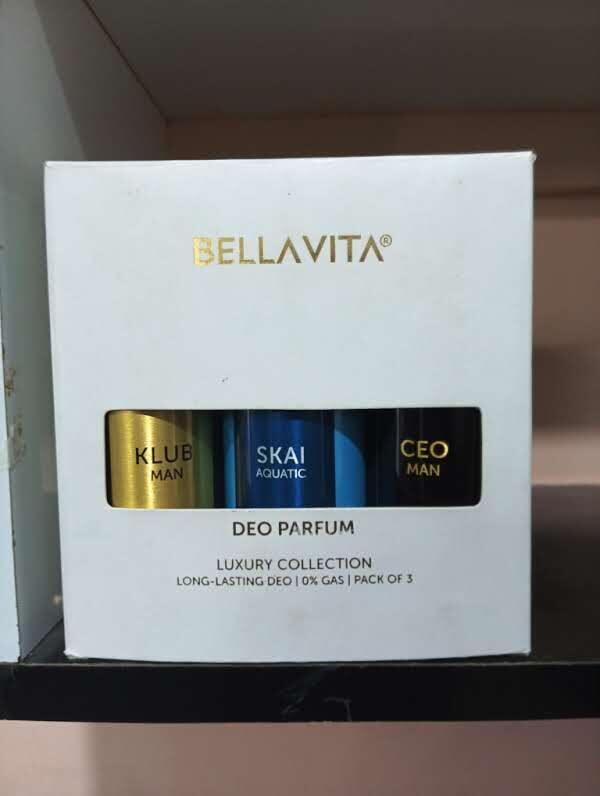 BELLAVITA®
KLUB
MAN
SKAI
AQUATIC
CEO
MAN
DEO PARFUM
LUXURY COLLECTION
LONG-LASTING DEO | 0% GAS | PACK OF 3